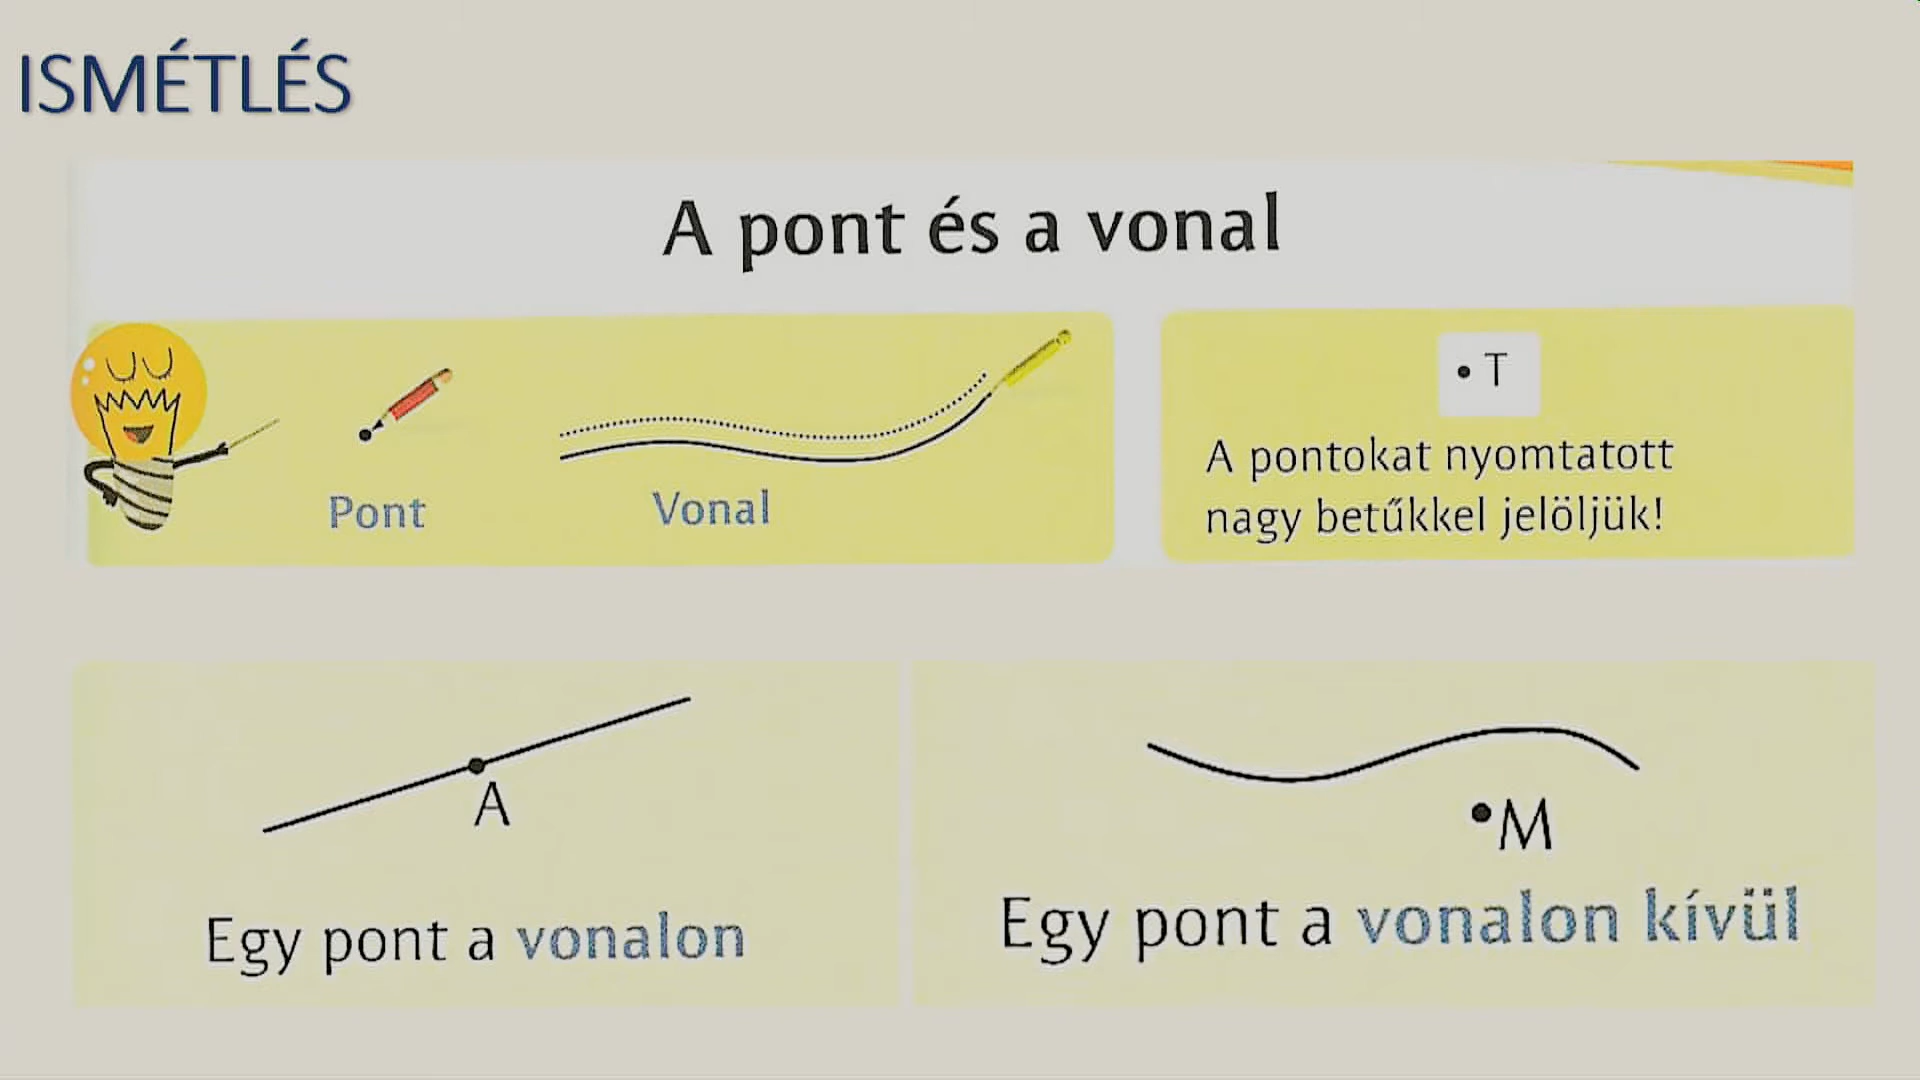 ISMÉTLÉS
A pont és a vonal
Pont
Vonal
T
A pontokat nyomtatott
nagy betűkkel jelöljük!
A
Egy pont a vonalon
M
Egy pont a vonalon kívül